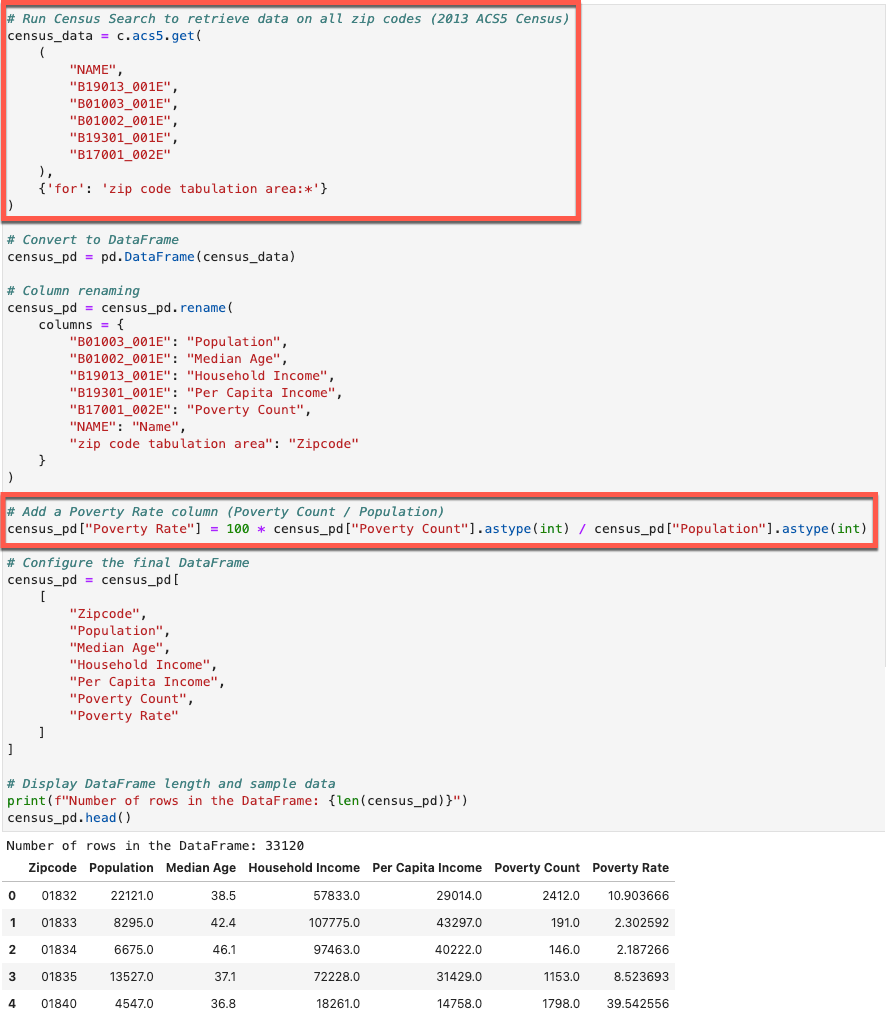 # Run Census Search to retrieve data on all zip codes (2013 ACS5 Census)
census_data = c.acs5.get(
    (
        "NAME",
        "B19013_001E",
        "B01003_001E",
        "B01002_001E",
        "B19301_001E",
        "B17001_002E"
    ),
    {'for': 'zip code tabulation area:*'}
)
# Convert to DataFrame
census_pd = pd.DataFrame(census_data)
# Column renaming
census_pd = census_pd.rename(
    columns = {
        "B01003_001E": "Population",
        "B01002_001E": "Median Age",
        "B19013_001E": "Household Income",
        "B19301_001E": "Per Capita Income",
        "B17001_002E": "Poverty Count",
        "NAME": "Name",
        "zip code tabulation area": "Zipcode"
    }
)
# Add a Poverty Rate column (Poverty Count / Population)
census_pd["Poverty Rate"] = 100 * census_pd["Poverty Count"].astype(int) / census_pd["Population"].astype(int)
# Configure the final DataFrame
census_pd = census_pd[
    [
        "Zipcode",
        "Population",
        "Median Age",
        "Household Income",
        "Per Capita Income",
        "Poverty Count",
        "Poverty Rate"
    ]
]
# Display DataFrame length and sample data
print(f"Number of rows in the DataFrame: {len(census_pd)}")
census_pd.head()
Number of rows in the DataFrame: 33120
Zipcode Population Median Age Household Income Per Capita Income Poverty Count Poverty Rate
0 01832 22121.0 38.5 57833.0 29014.0 2412.0 10.903666
1 01833 8295.0 42.4 107775.0 43297.0 191.0 2.302592
2 01834 6675.0 46.1 97463.0 40222.0 146.0 2.187266
3 01835 13527.0 37.1 72228.0 31429.0 1153.0 8.523693
4 01840 4547.0 36.8 18261.0 14758.0 1798.0 39.542556